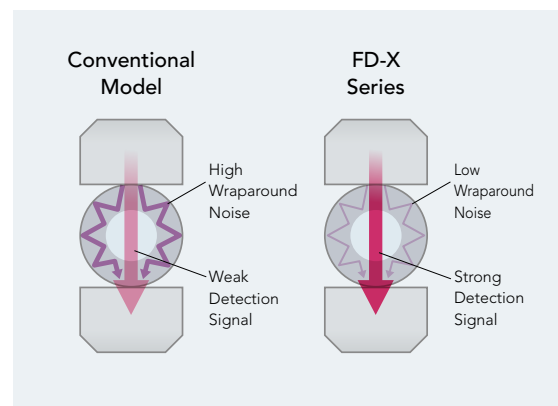 Conventional
Model
High
Wraparound
Noise
Weak
Detection
Signal
FD-X
Series
Low
Wraparound
Noise
Strong
Detection
Signal